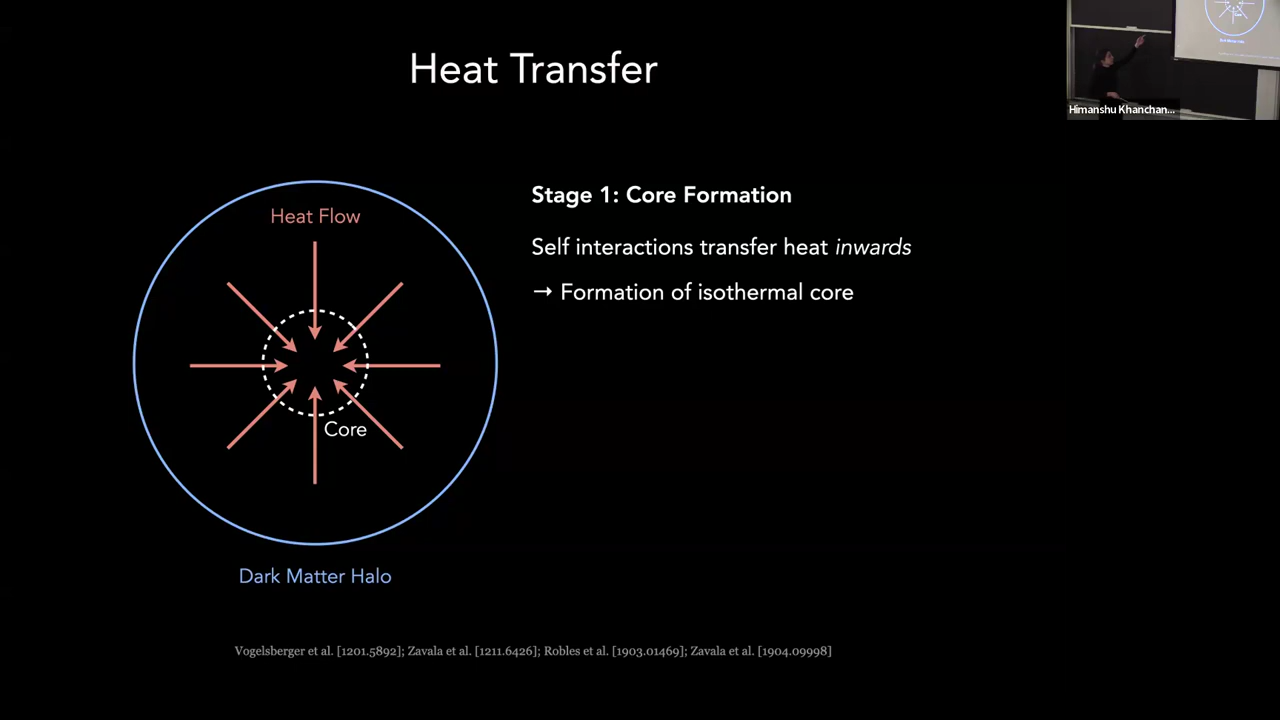 Heat Transfer
Himanshu Khanchan...
Stage 1: Core Formation
Heat Flow
Self interactions transfer heat inwards
→ Formation of isothermal core
Core
Dark Matter Halo
Vogelsberger et al. [1201.5892]; Zavala et al. [1211.6426]; Robles et al. [1903.01469]; Zavala et al. [1904.09998]